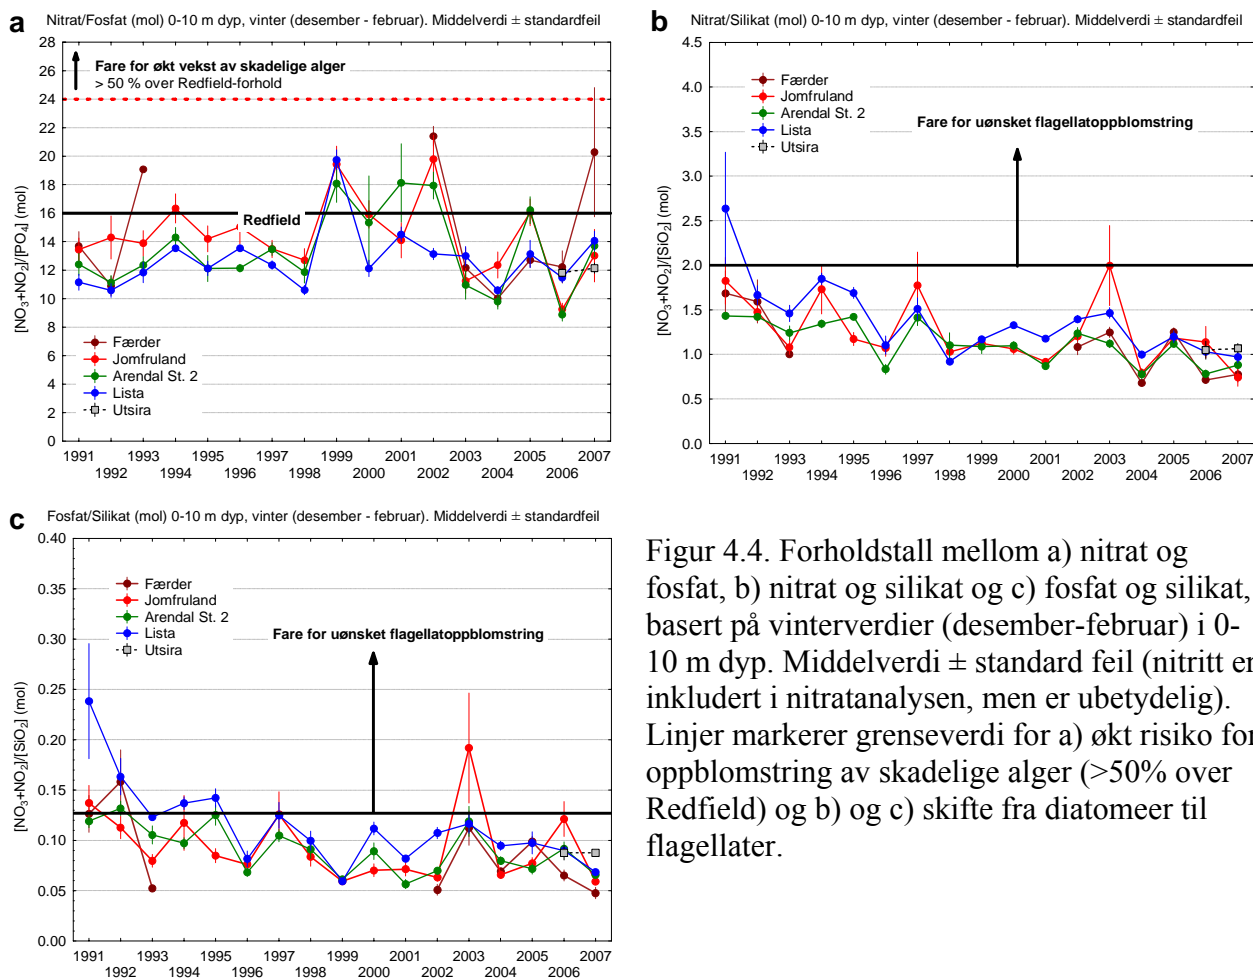 a
Nitrat/Fosfat (mol) 0-10 m dyp, vinter (desember - februar). Middelverdi ± standardfeil
28
26
24
22
20
18
16
14
12
10
8
6
4
2
0
[NO3+NO2]/[PO4] (mol)
Fare for økt vekst av skadelige alger
> 50 % over Redfield-forhold
Redfield
Færder
Jomfruland
Arendal St. 2
Lista
Utsira
1991 1993 1995 1997 1999 2001 2003 2005 2007
1992 1994 1996 1998 2000 2002 2004 2006
b
Nitrat/Silikat (mol) 0-10 m dyp, vinter (desember - februar). Middelverdi ± standardfeil
4.5
4.0
3.5
3.0
2.5
2.0
1.5
1.0
0.5
0.0
[NO3+NO2]/[SiO2] (mol)
Færder
Jomfruland
Arendal St. 2
Lista
Utsira
Fare for uønsket flagellatoppblomstring
1991 1993 1995 1997 1999 2001 2003 2005 2007
1992 1994 1996 1998 2000 2002 2004 2006
c
Fosfat/Silikat (mol) 0-10 m dyp, vinter (desember - februar). Middelverdi ± standardfeil
0.40
0.35
0.30
0.25
0.20
0.15
0.10
0.05
0.00
[NO3+NO2]/[SiO2] (mol)
Færder
Jomfruland
Arendal St. 2
Lista
Utsira
Fare for uønsket flagellatoppblomstring
1991 1993 1995 1997 1999 2001 2003 2005 2007
1992 1994 1996 1998 2000 2002 2004 2006
Figur 4.4. Forholdstall mellom a) nitrat og
fosfat, b) nitrat og silikat og c) fosfat og silikat,
basert på vinterverdier (desember-februar) i 0-
10 m dyp. Middelverdi ± standard feil (nitritt er
inkludert i nitratanalysen, men er ubetydelig).
Linjer markerer grenseverdi for a) økt risiko for
oppblomstring av skadelige alger (>50% over
Redfield) og b) og c) skifte fra diatomeer til
flagellater.